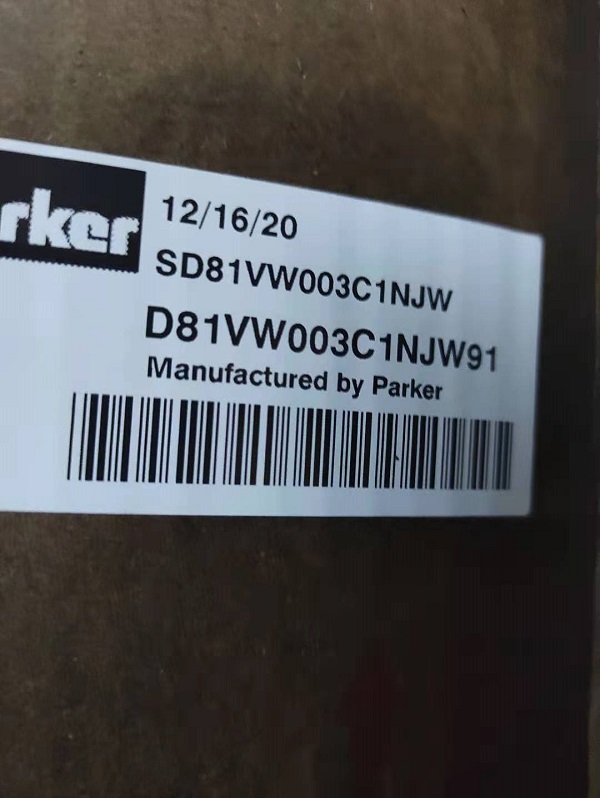 rker
12/16/20
SD81VW003C1NJW
D81VW003C1NJW91
Manufactured by Parker